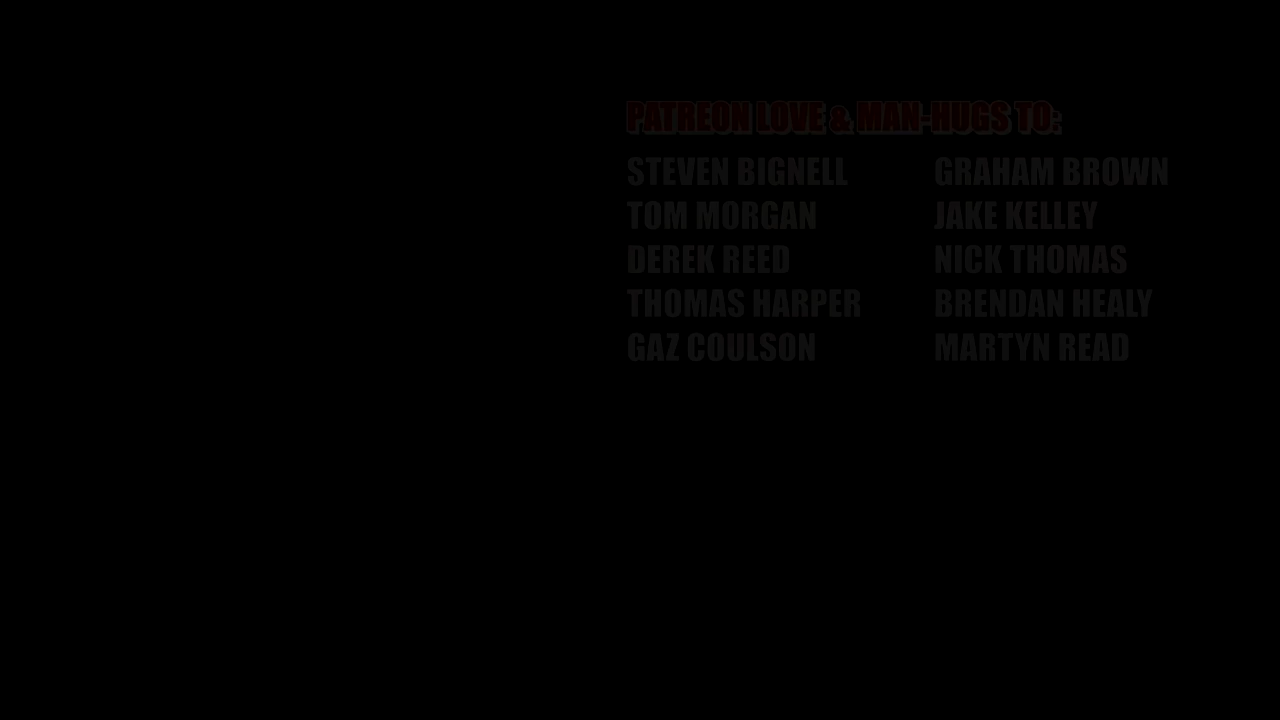 PATREON LOVE & MAN-HUGS TO:
STEVEN BIGNELL GRAHAM BROWN
TOM MORGAN JAKE KELLEY
DEREK REED NICK THOMAS
THOMAS HARPER BRENDAN HEALY
GAZ COULSON MARTYN READ